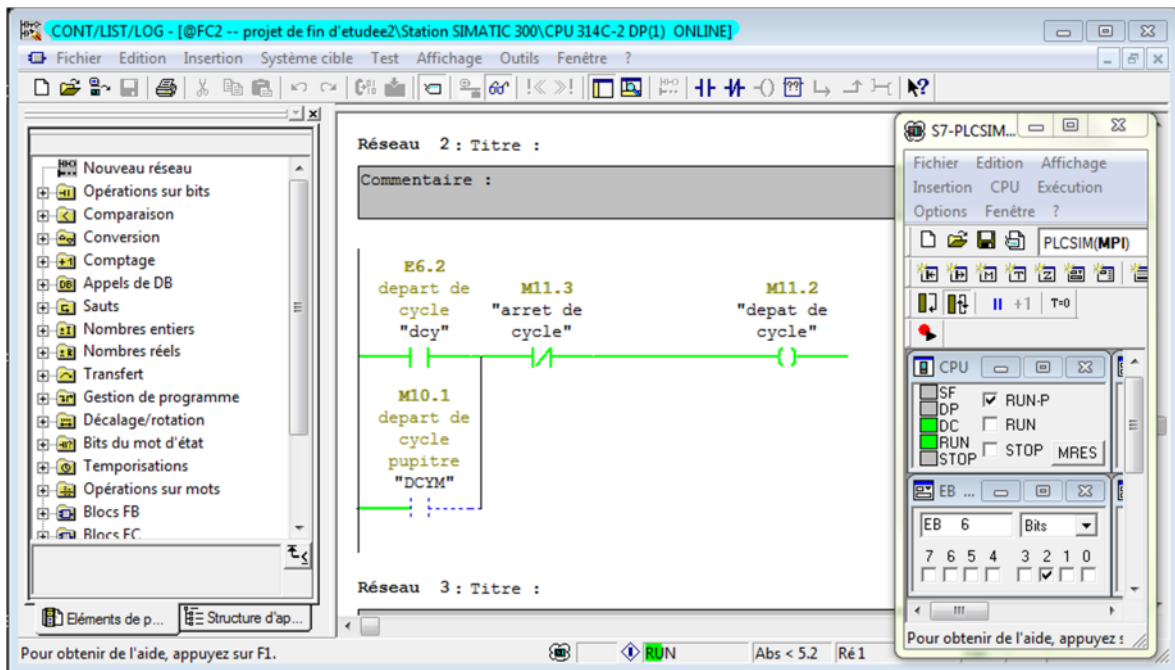 CONT/LIST/LOG - [@FC2 -- projet de fin d'etudee2\Station SIMATIC 300\CPU 314C-2 DP(1) ONLINE]
Fichier Edition Insertion Système cible Test Affichage Outils Fenêtre ?
Nouveau réseau
Opérations sur bits
Comparaison
Conversion
Comptage
Appels de DB
Sauts
Nombres entiers
Nombres réels
Transfert
Gestion de programme
Décalage/rotation
Bits du mot d'état
Temporisations
Opérations sur mots
Blocs FB
Blocs FC
Eléments de p...
Structure d'ap...
Réseau 2 : Titre :
Commentaire :
E6.2
depart de
cycle
"dcy"
M11.3
"arret de
cycle"
M11.2
"depat de
cycle"
M10.1
depart de
cycle
pupitre
"DCYM"
Réseau 3 : Titre :
S7-PLCSIM...
Fichier Edition Affichage
Insertion CPU Exécution
Options Fenêtre ?
PLCSIM(MPI)
+1 T=0
CPU
SF
DP
DC
RUN
STOP
RUN-P
RUN
STOP
MRES
EB ...
EB 6 Bits
7 6 5 4 3 2 1 0
Pour obtenir de l'aide, appuyez s
Pour obtenir de l'aide, appuyez sur F1.
RUN
Abs < 5.2
Ré 1